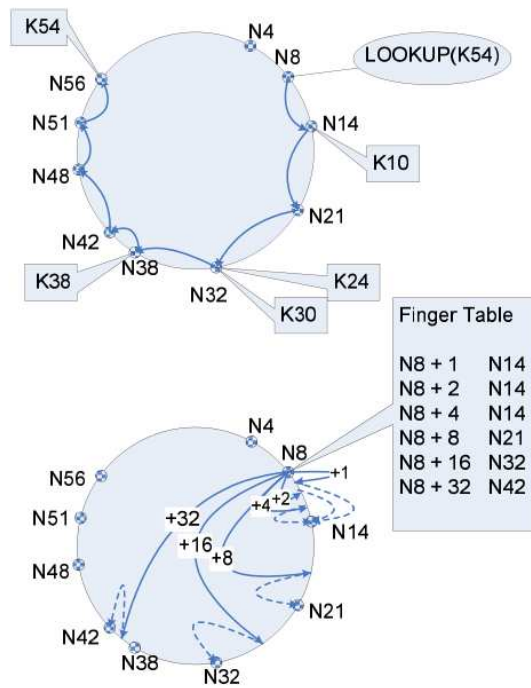 K54
N4
N8
LOOKUP(K54)
N56
N51
N14
K10
N48
N21
N42
N38
K38
N32
K24
K30
Finger Table
N8 + 1 N14
N8 + 2 N14
N8 + 4 N14
N8 + 8 N21
N8 + 16 N32
N8 + 32 N42
N4
N8
+1
N56
+2
+4
+32
N51
N14
+16
+8
N48
N21
N42
N38
N32